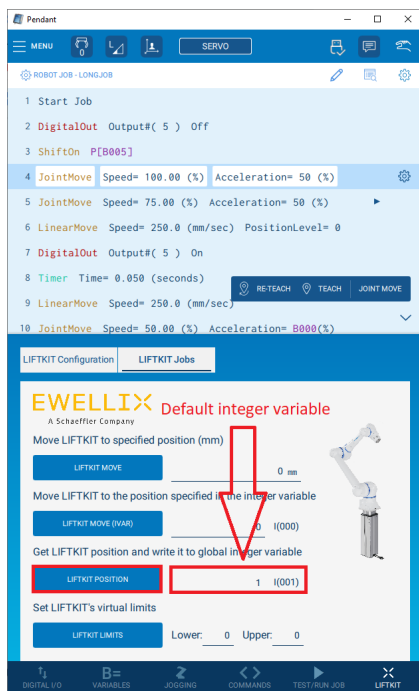 Pendant
MENU
0
SERVO
ROBOT JOB - LONGJOB
1 Start Job
2 DigitalOut Output#( 5 ) Off
3 ShiftOn P[B005]
4 JointMove Speed= 100.00 (%) Acceleration= 50 (%)
5 JointMove Speed= 75.00 (%) Acceleration= 50 (%)
6 LinearMove Speed= 250.0 (mm/sec) PositionLevel= 0
7 DigitalOut Output#( 5 ) On
8 Timer Time= 0.050 (seconds)
RE-TEACH TEACH JOINT MOVE
9 LinearMove Speed= 250.0 (mm/sec)
10 JointMove Speed= 50.00 (%) Acceleration= B000(%)
LIFTKIT Configuration LIFTKIT Jobs
EWELLIX
A Schaeffler Company
Default integer variable
Move LIFTKIT to specified position (mm)
LIFTKIT MOVE 0 mm
Move LIFTKIT to the position specified in the integer variable
LIFTKIT MOVE (IVAR) 0 I(000)
Get LIFTKIT position and write it to global integer variable
LIFTKIT POSITION 1 I(001)
Set LIFTKIT's virtual limits
LIFTKIT LIMITS Lower: 0 Upper: 0
DIGITAL I/O VARIABLES JOGGING COMMANDS TEST/RUN JOB LIFTKIT